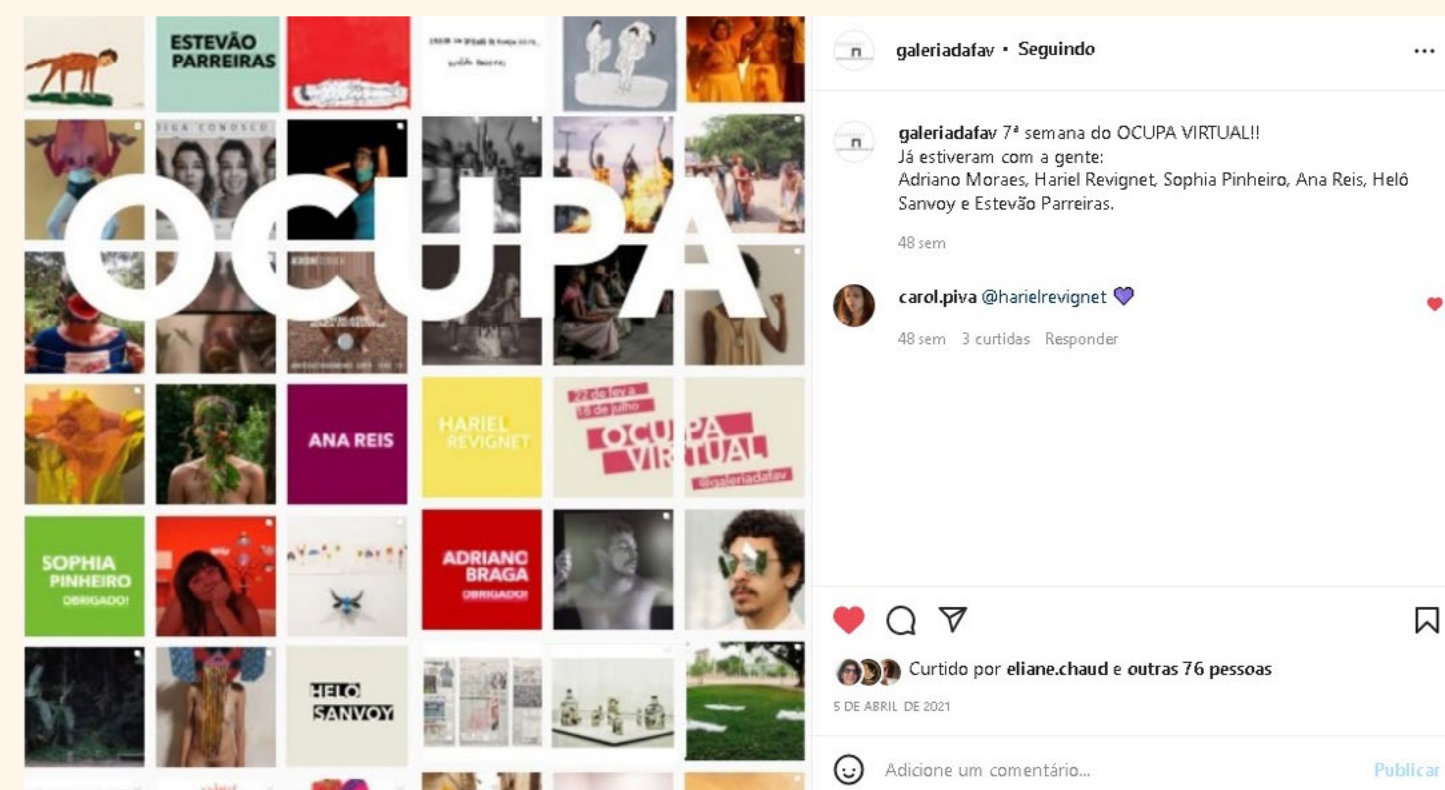 ESTEVÃO
PARREIRAS
OCUPA
ANA REIS
HARIEL
REVIGNET
22 de fev a
18 de julho
OCUPA
VIRTUAL
@galeriadafav
SOPHIA
PINHEIRO
OBRIGADO!
ADRIANO
BRAGA
OBRIGADO!
HELÔ
SANVOY
galeriadafav • Seguindo
galeriadafav 7ª semana do OCUPA VIRTUAL!!
Já estiveram com a gente:
Adriano Moraes, Hariel Revignet, Sophia Pinheiro, Ana Reis, Helô
Sanvoy e Estevão Parreiras.
48 sem
carol.piva @harielrevignet 💜
48 sem 3 curtidas Responder
Curtido por eliane.chaud e outras 76 pessoas
5 DE ABRIL DE 2021
Adicione um comentário...
Publicar